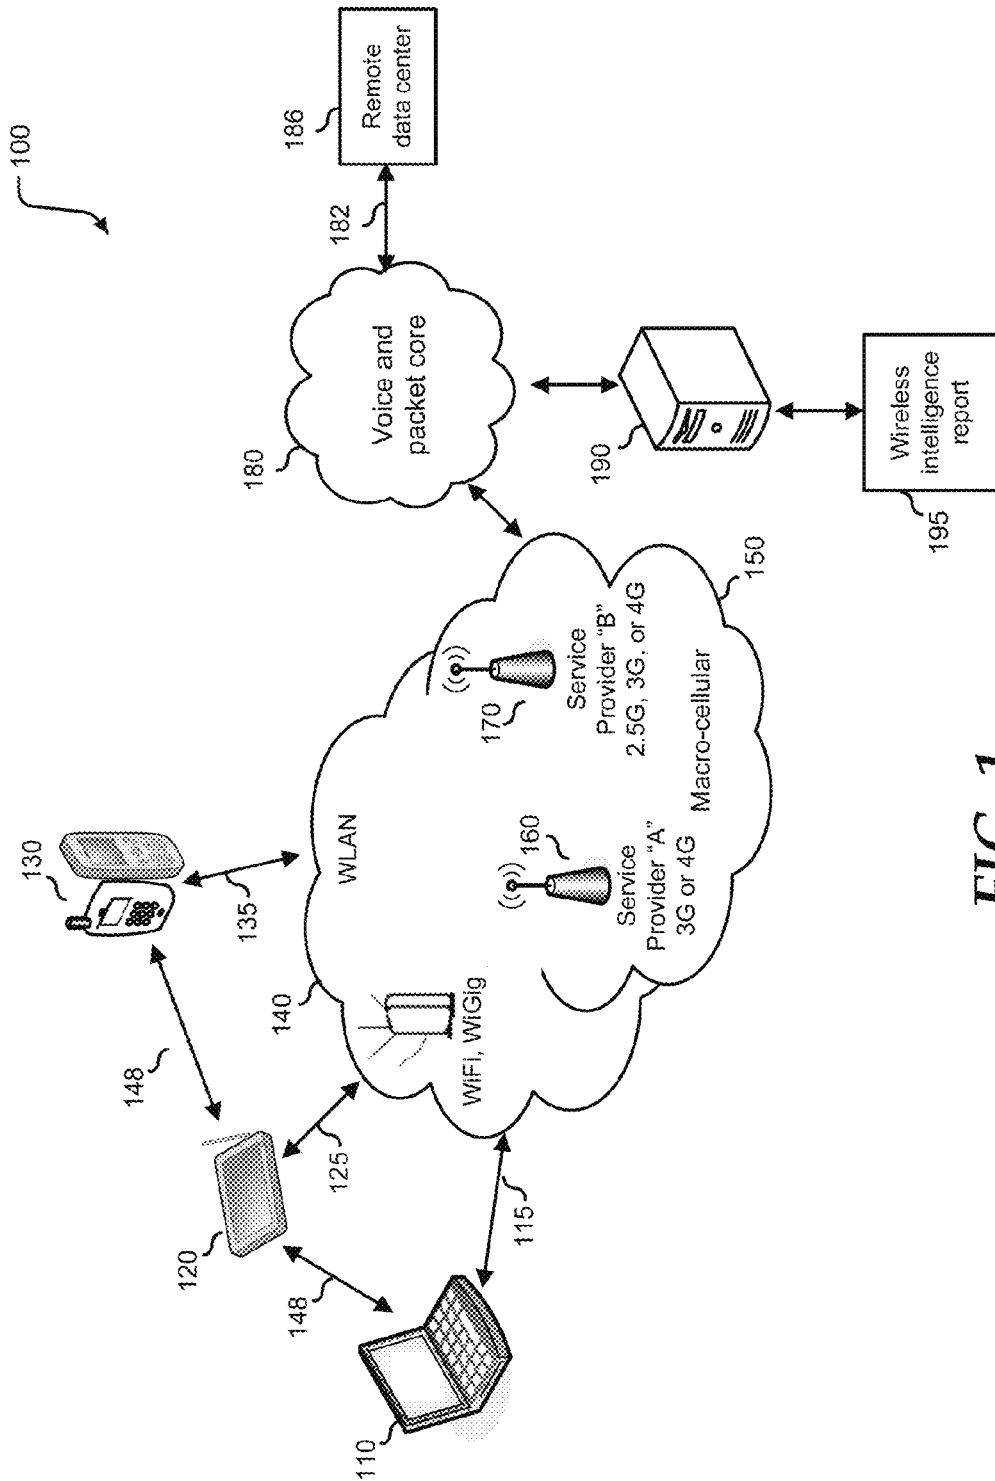 100
130
148
120
148
110
125
135
115
140
WLAN
WiFi, WiGig
160
Service
Provider "A"
3G or 4G
170
Service
Provider "B"
2.5G, 3G, or 4G
Macro-cellular
150
180
Voice and
packet core
182
186
Remote
data center
190
195
Wireless
intelligence
report
FIG. 1